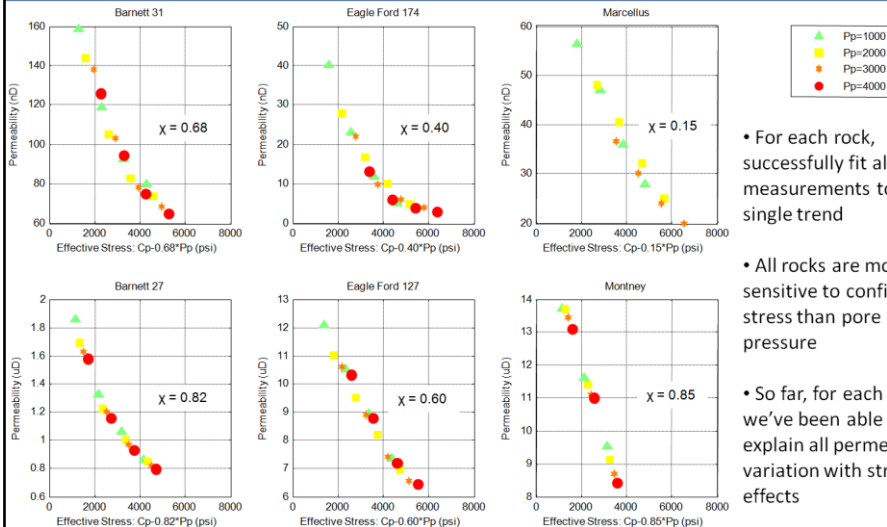 Barnett 31
Eagle Ford 174
Marcellus
160
140
120
100
80
60
Permeability (nD)
χ = 0.68
0 2000 4000 6000 8000
Effective Stress: Cp-0.68*Pp (psi)
50
40
30
20
10
0
Permeability (nD)
χ = 0.40
0 2000 4000 6000 8000
Effective Stress: Cp-0.40*Pp (psi)
60
50
40
30
20
Permeability (nD)
χ = 0.15
0 2000 4000 6000 8000
Effective Stress: Cp-0.15*Pp (psi)
Pp=1000
Pp=2000
Pp=3000
Pp=4000
• For each rock,
successfully fit al
measurements to
single trend
• All rocks are mo
sensitive to confi
stress than pore
pressure
• So far, for each
we've been able
explain all perme
variation with str
effects
Barnett 27
Eagle Ford 127
Montney
2
1.8
1.6
1.4
1.2
1
0.8
0.6
Permeability (uD)
χ = 0.82
0 2000 4000 6000 8000
Effective Stress: Cp-0.82*Pp (psi)
13
12
11
10
9
8
7
6
Permeability (uD)
χ = 0.60
0 2000 4000 6000 8000
Effective Stress: Cp-0.60*Pp (psi)
14
13
12
11
10
9
8
Permeability (uD)
χ = 0.85
0 2000 4000 6000 8000
Effective Stress: Cp-0.85*Pp (psi)